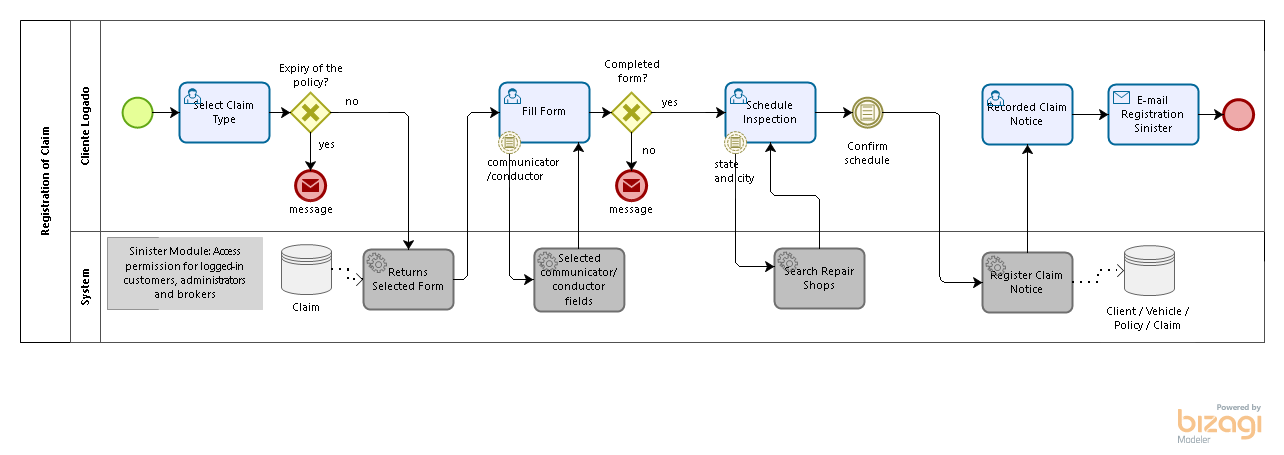 Registration of Claim
Cliente Logado
Select Claim
Type
Expiry of the
policy?
no
yes
message
Fill Form
communicator
/conductor
Completed
form?
yes
no
message
Schedule
Inspection
state
and city
Confirm
schedule
Recorded Claim
Notice
E-mail
Registration
Sinister
System
Sinister Module: Access
permission for logged-in
customers, administrators
and brokers
Claim
Returns
Selected Form
Selected
communicator/
conductor
fields
Search Repair
Shops
Register Claim
Notice
Client / Vehicle /
Policy / Claim
Powered by
bizagi
Modeler